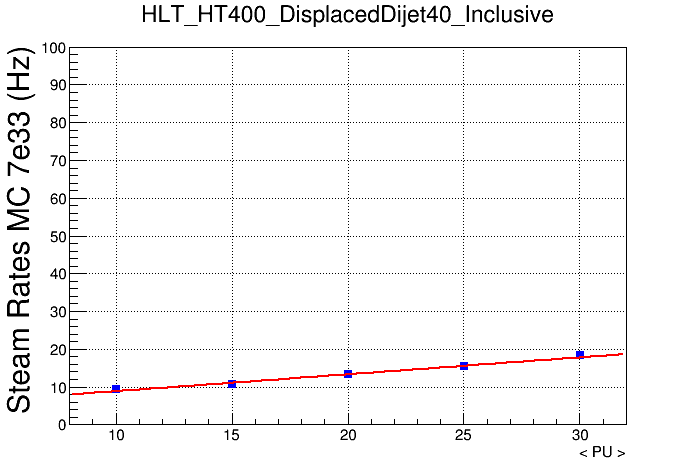 HLT_HT400_DisplacedDijet40_Inclusive
Steam Rates MC 7e33 (Hz)
100
90
80
70
60
50
40
30
20
10
0
10 15 20 25 30
< PU >